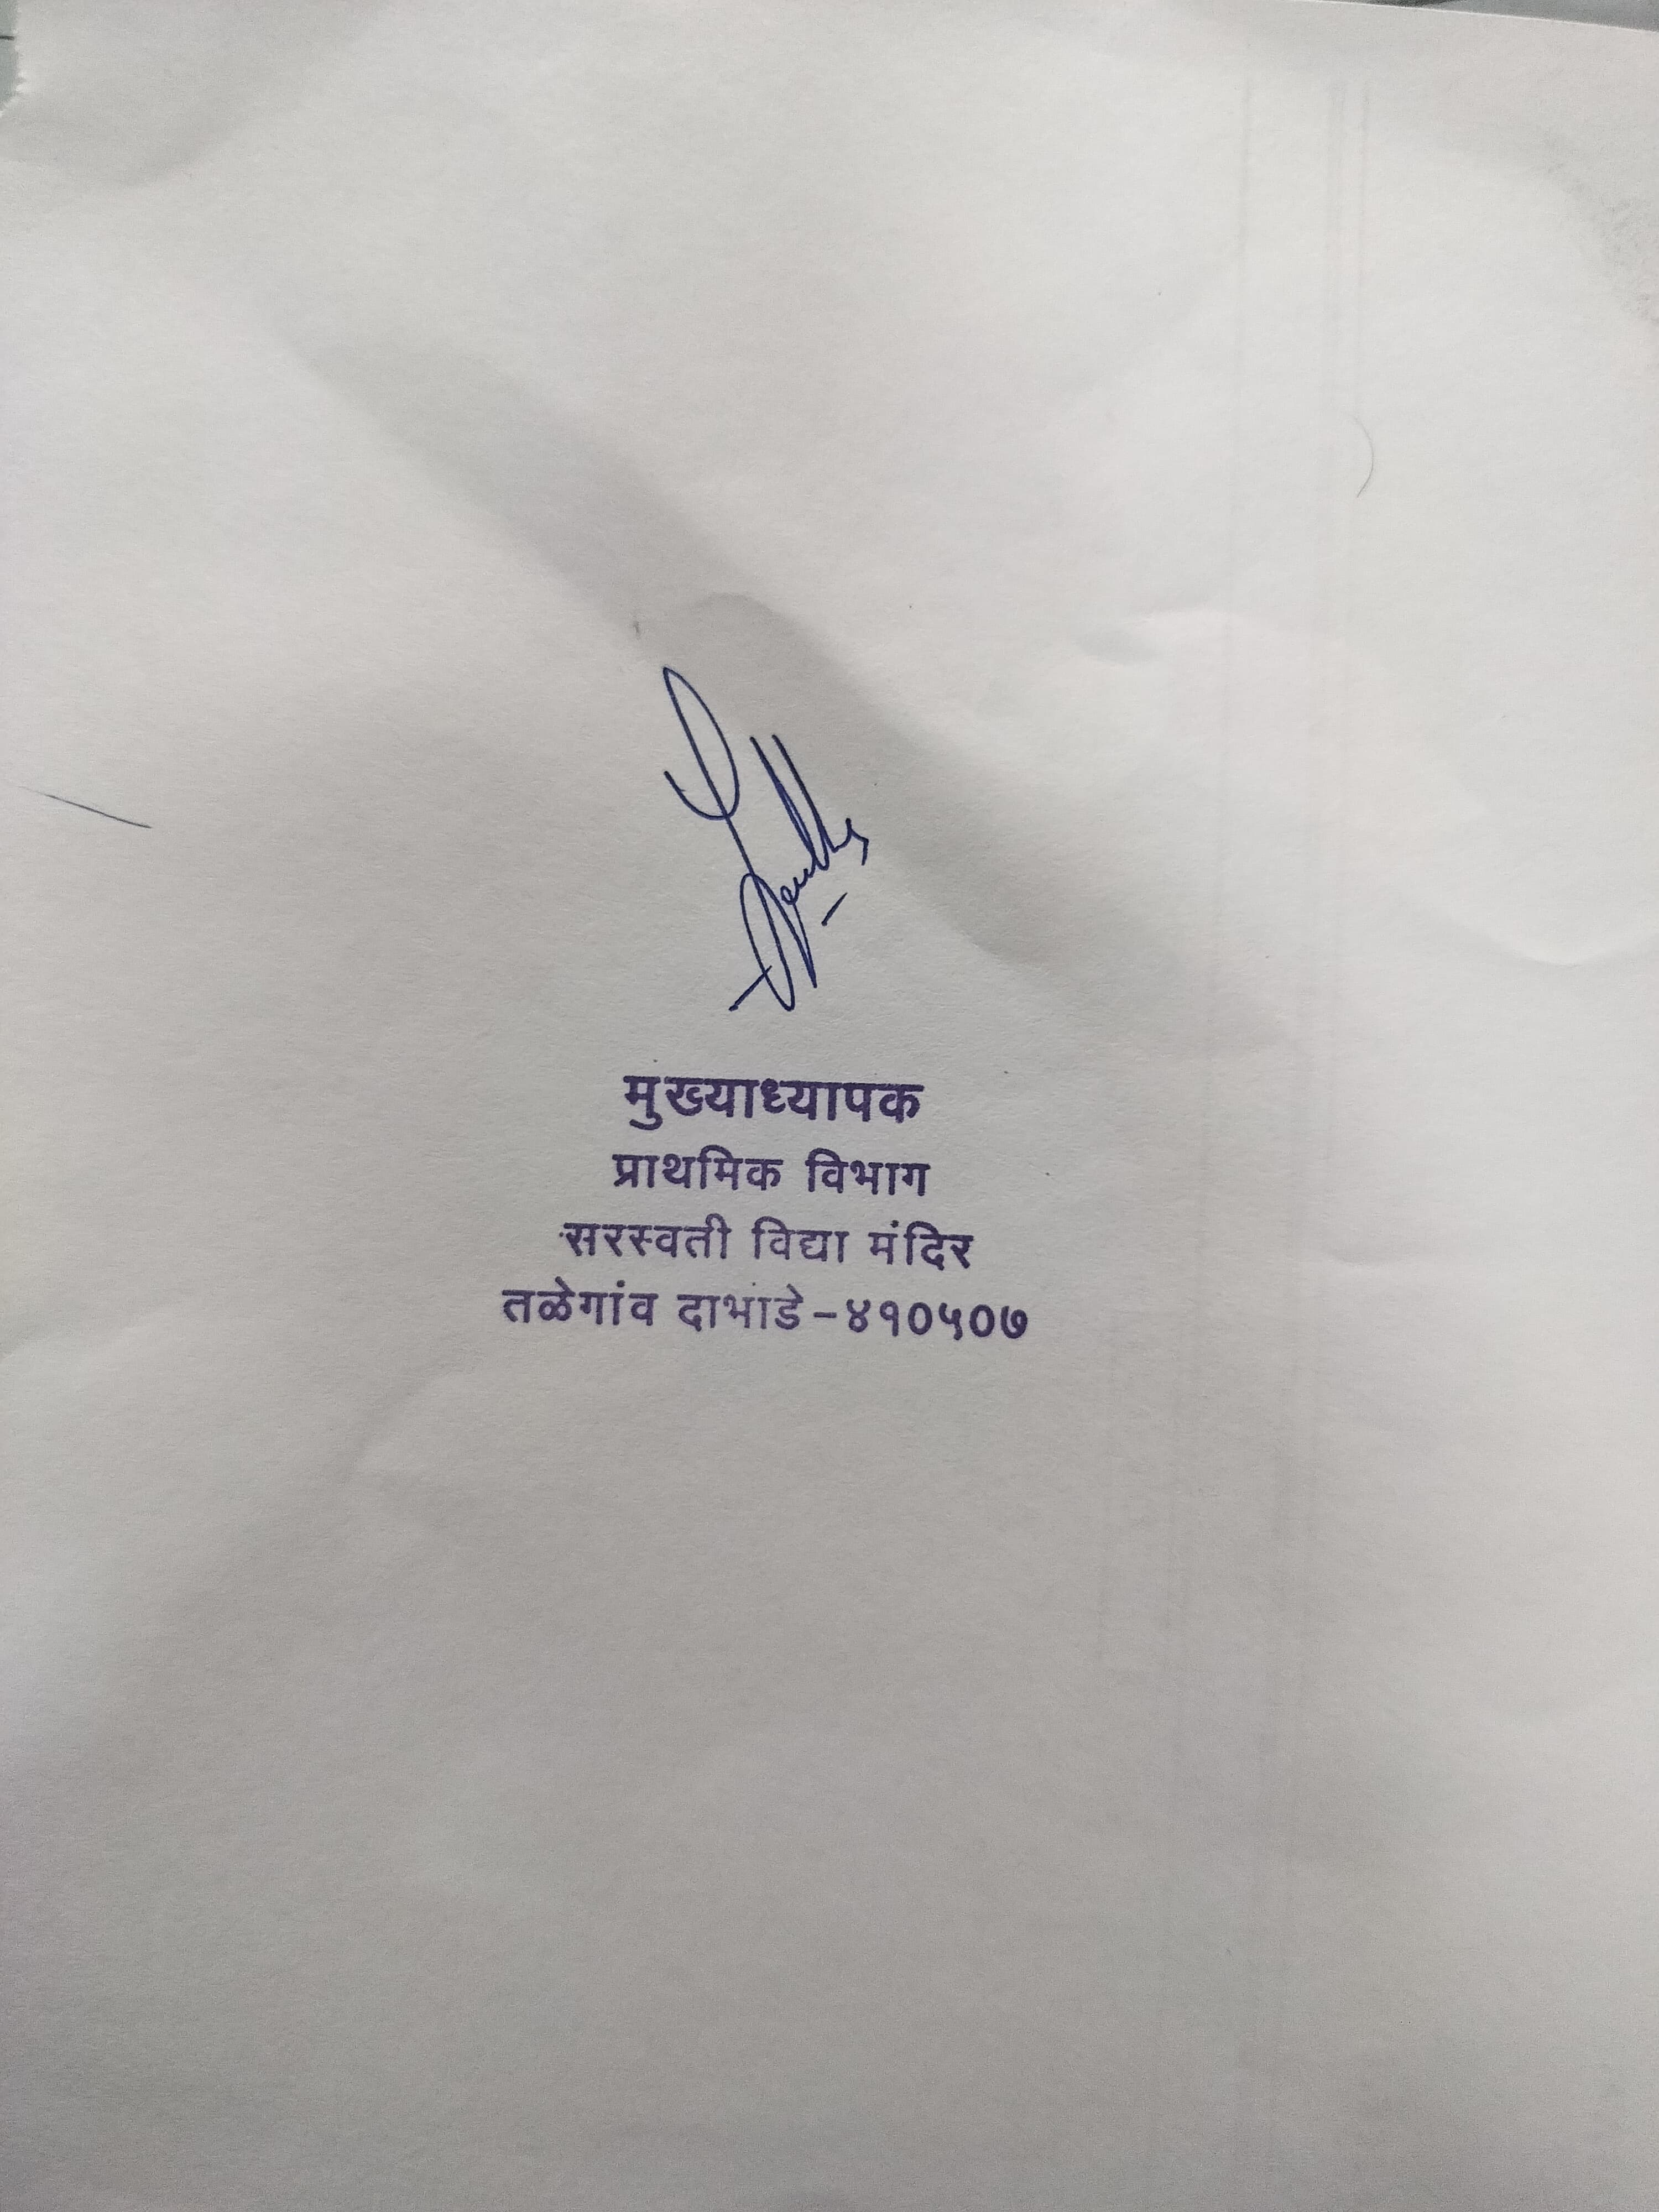 मुख्याध्यापक
प्राथमिक विभाग
सरस्वती विद्या मंदिर
तळेगांव दाभाडे-४१०५०७